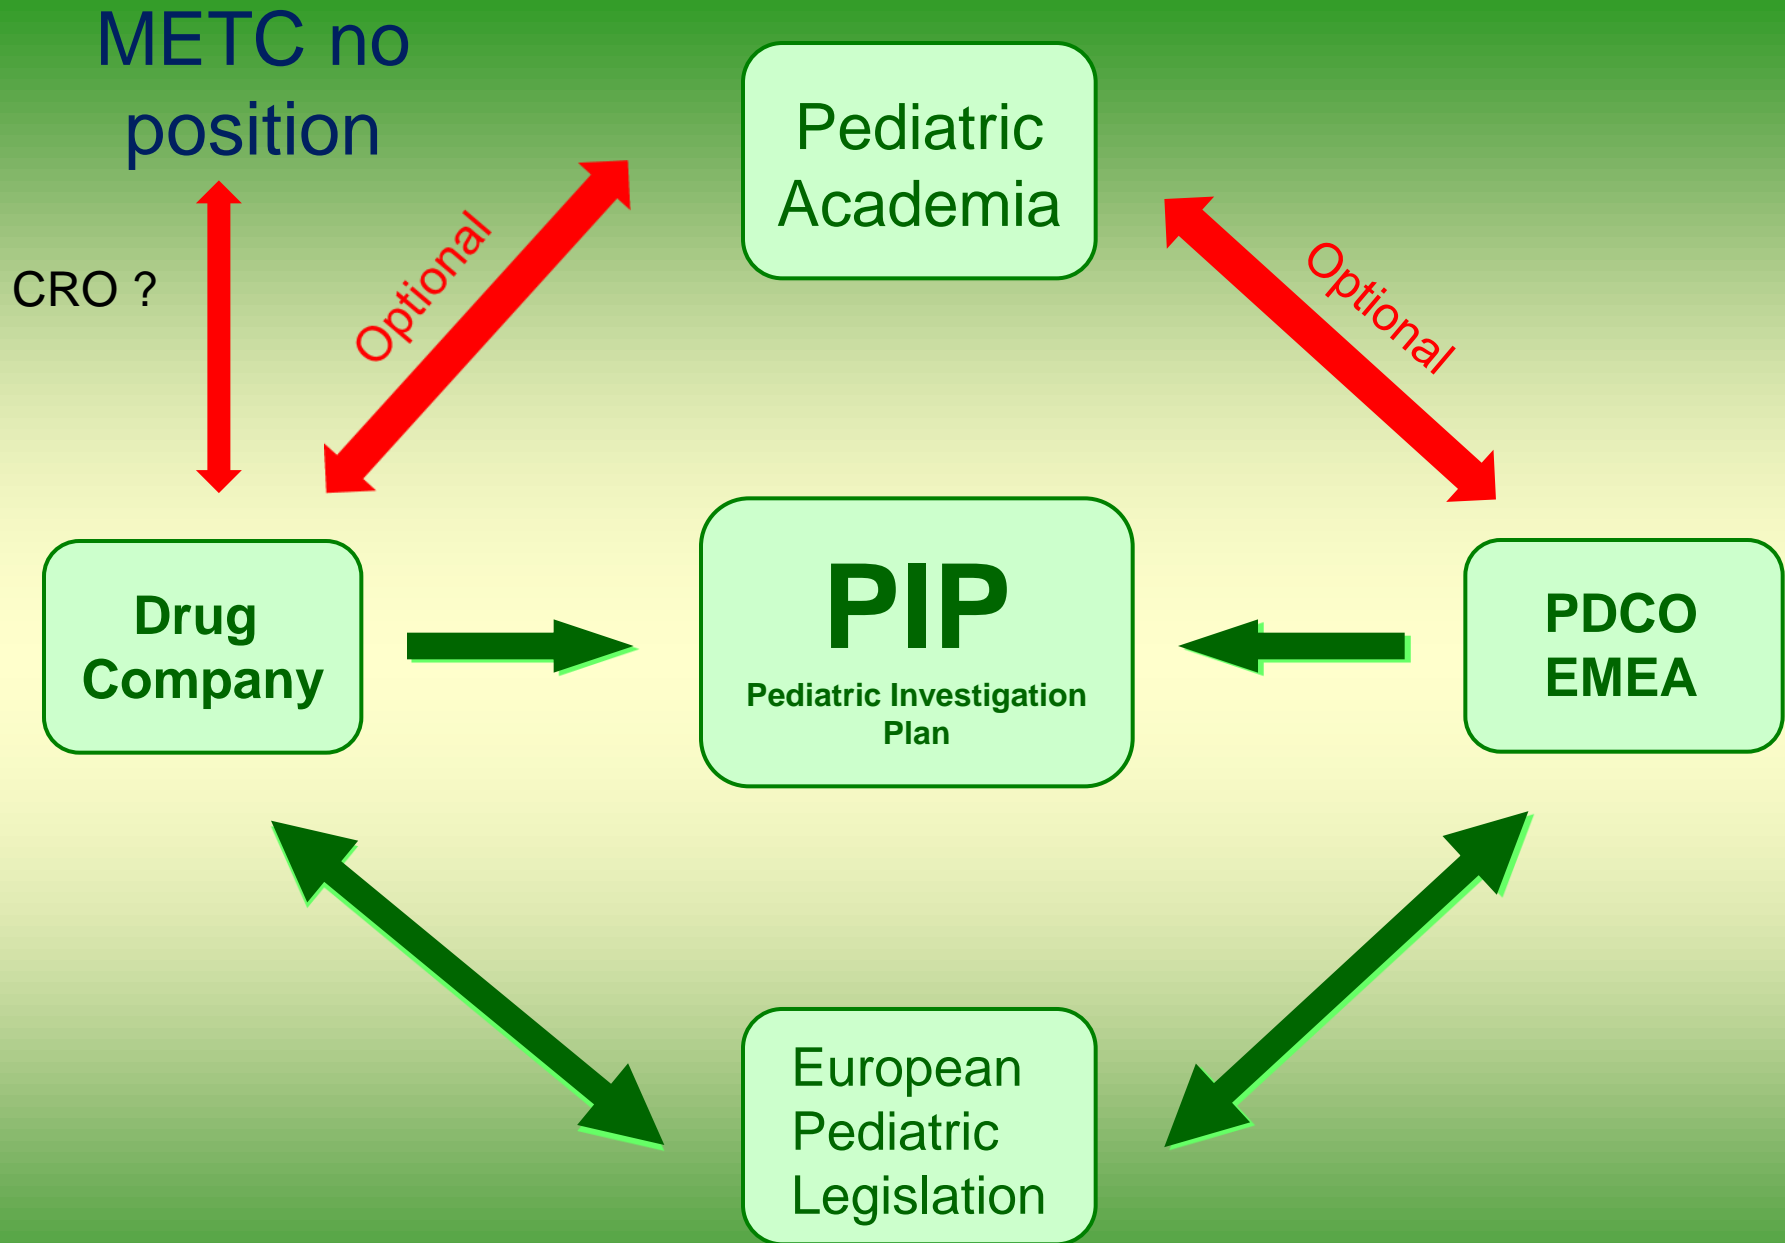 METC no
position
Pediatric
Academia
CRO ?
Optional
Optional
Drug
Company
PIP
Pediatric Investigation
Plan
PDCO
EMEA
European
Pediatric
Legislation